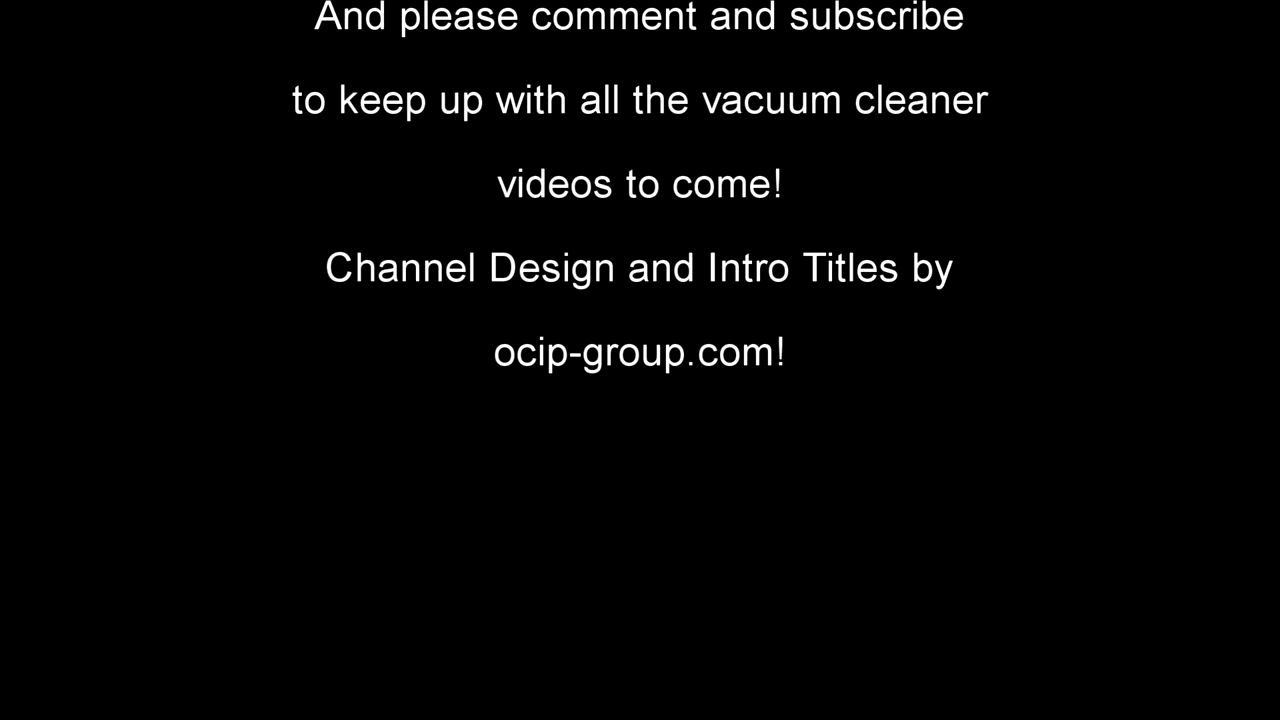 And please comment and subscribe
to keep up with all the vacuum cleaner
videos to come!
Channel Design and Intro Titles by
ocip-group.com!